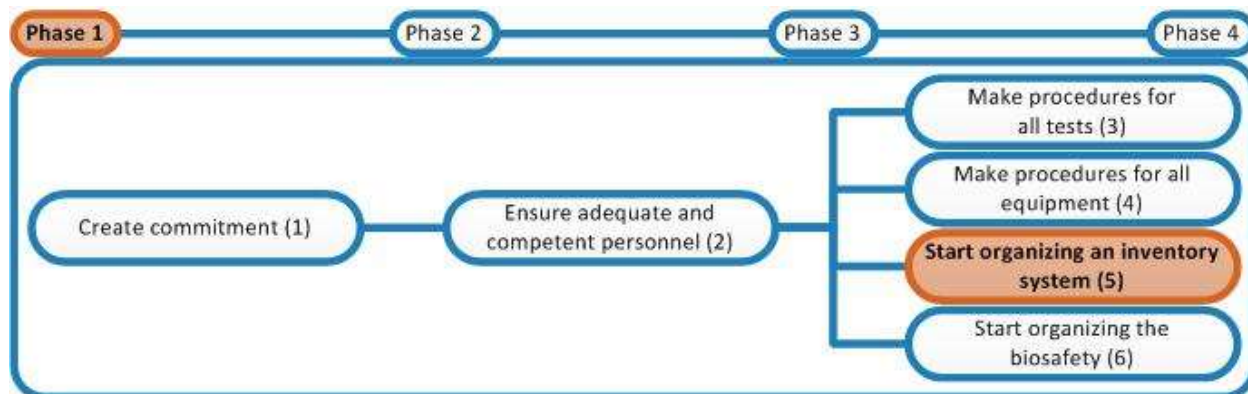 Phase 1
Phase 2
Phase 3
Phase 4
Create commitment (1)
Ensure adequate and
competent personnel (2)
Make procedures for
all tests (3)
Make procedures for all
equipment (4)
Start organizing an inventory
system (5)
Start organizing the
biosafety (6)